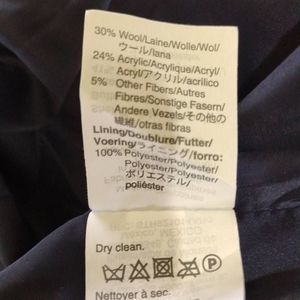 30% Wool/Laine/Wolle/Wol/
ウール/lana
24% Acrylic/Acrylique/Acryl/
Acryl/アクリル/acrílico
5% Other Fibers/Autres
Fibres/Sonstige Fasern/
Andere Vezels/その他の
繊維/otras fibras
Lining/Doublure/Futter/
Voering/ライニング/forro:
100% Polyester/Polyester/
Polyester/Polyester/
ポリエステル/
poliéster
Dry clean.
P
Nettoyer à sec.